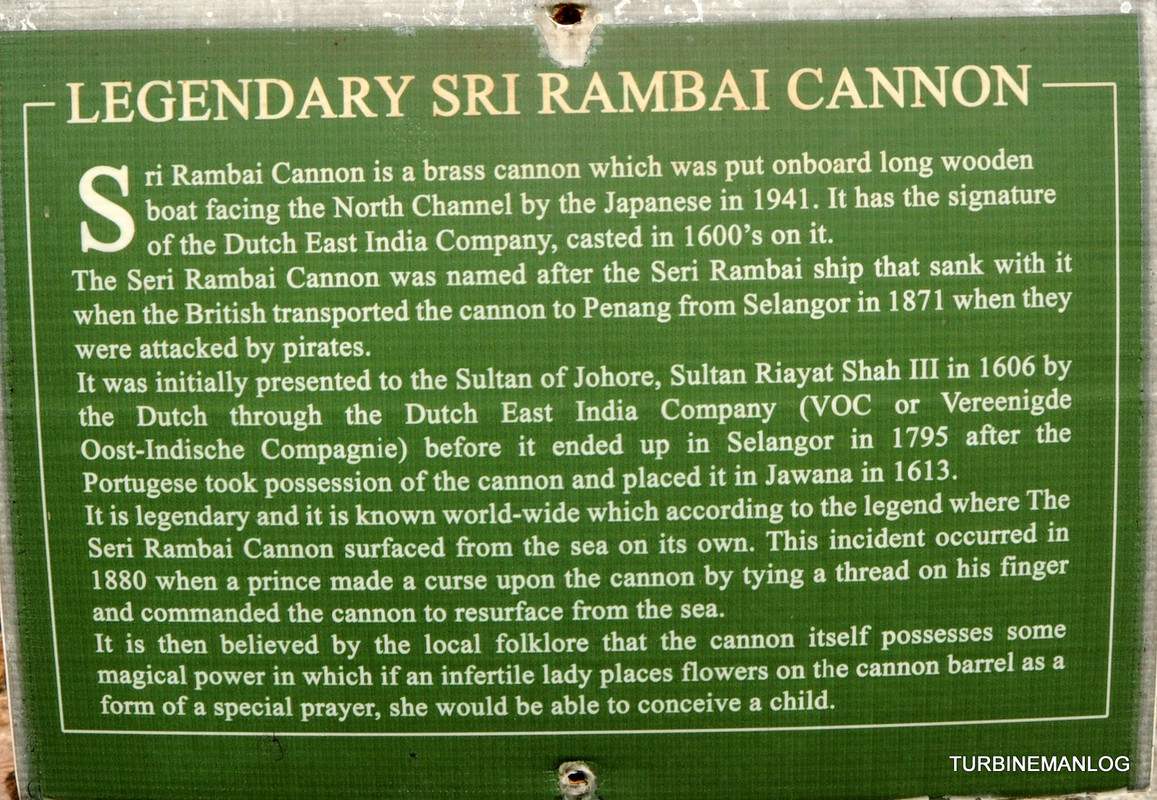 LEGENDARY SRI RAMBAI CANNON
Sri Rambai Cannon is a brass cannon which was put onboard long wooden
boat facing the North Channel by the Japanese in 1941. It has the signature
of the Dutch East India Company, casted in 1600's on it.
The Seri Rambai Cannon was named after the Seri Rambai ship that sank with it
when the British transported the cannon to Penang from Selangor in 1871 when they
were attacked by pirates.
It was initially presented to the Sultan of Johore, Sultan Riayat Shah III in 1606 by
the Dutch through the Dutch East India Company (VOC or Vereenigde
Oost-Indische Compagnie) before it ended up in Selangor in 1795 after the
Portugese took possession of the cannon and placed it in Jawana in 1613.
It is legendary and it is known world-wide which according to the legend where The
Seri Rambai Cannon surfaced from the sea on its own. This incident occurred in
1880 when a prince made a curse upon the cannon by tying a thread on his finger
and commanded the cannon to resurface from the sea.
It is then believed by the local folklore that the cannon itself possesses some
magical power in which if an infertile lady places flowers on the cannon barrel as a
form of a special prayer, she would be able to conceive a child.
TURBINEMANLOG